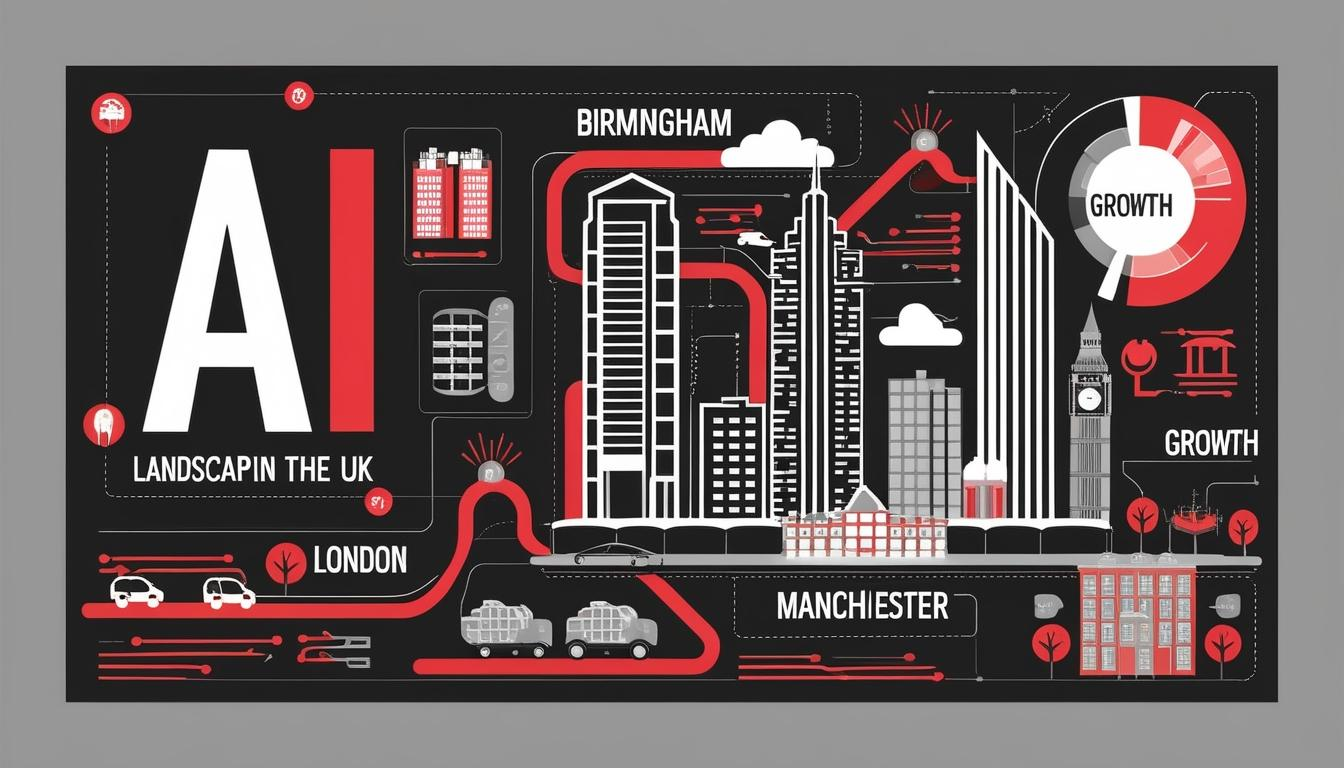 BIRMNGHAM
AI
GROWTH
LANDSCAPIN THE UK
GROWTH
LONDON
MANCHIESTER